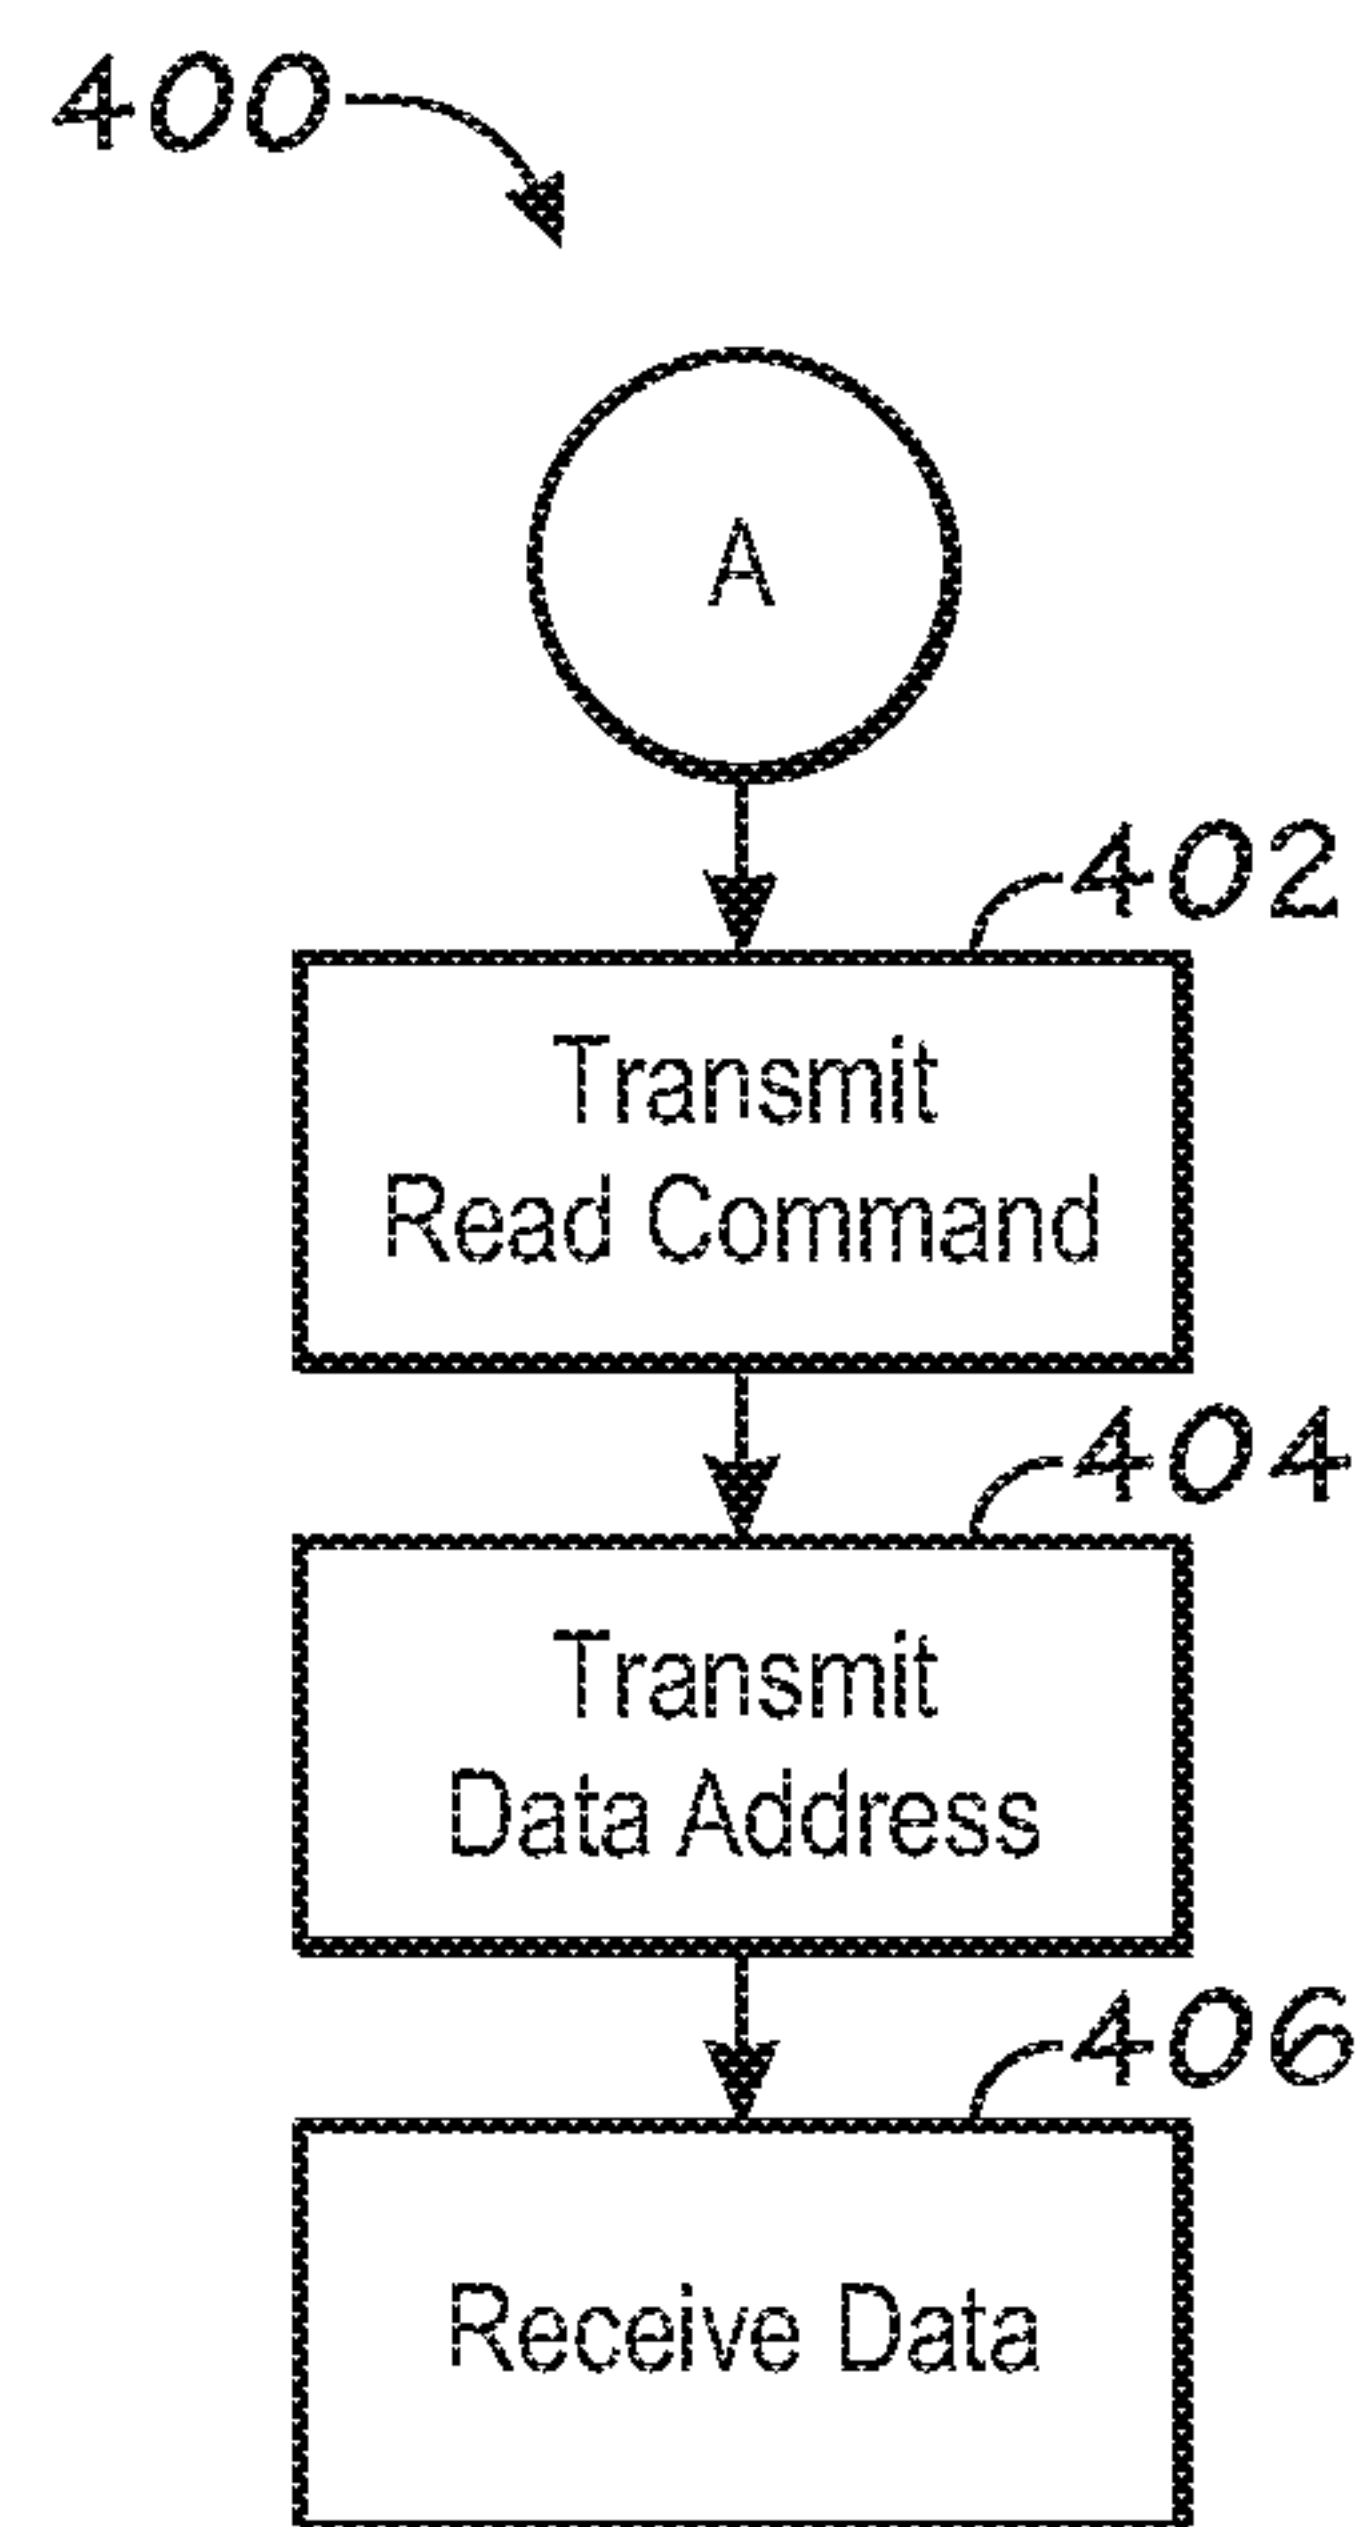 400
A
402
Transmit
Read Command
404
Transmit
Data Address
406
Receive Data